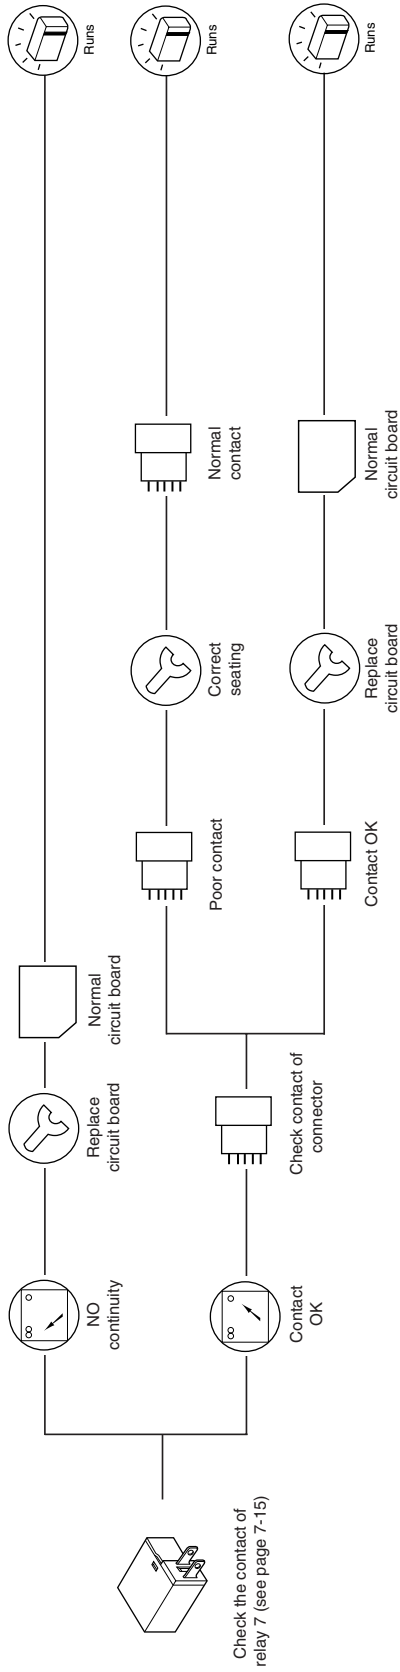 Check the contact of
relay 7 (see page 7-15)
NO
continuity
Replace
circuit board
Normal
circuit board
Runs
Contact
OK
Check contact of
connector
Poor contact
Correct
seating
Normal
contact
Runs
Contact OK
Replace
circuit board
Normal
circuit board
Runs